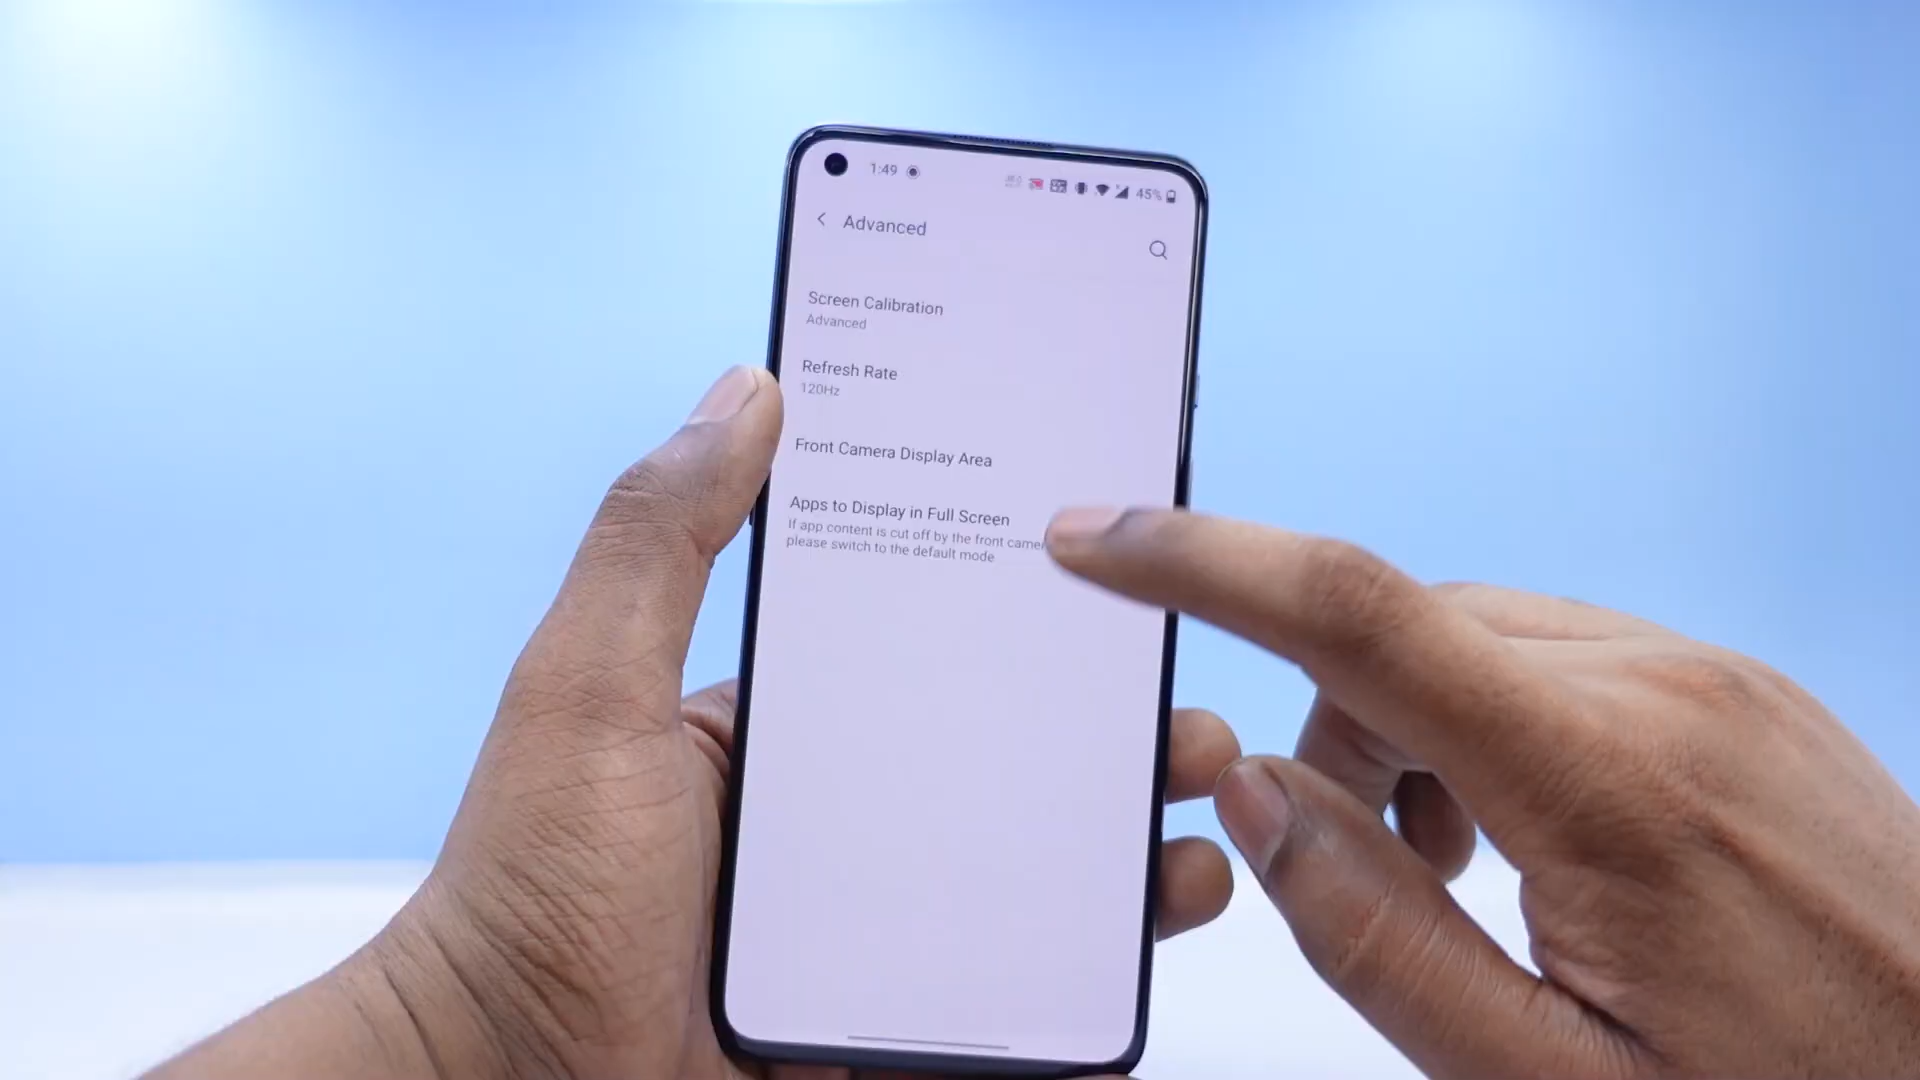 1:49
45%
Advanced
Screen Calibration
Advanced
Refresh Rate
120Hz
Front Camera Display Area
Apps to Display in Full Screen
If app content is cut off by the front
please switch to the default mode